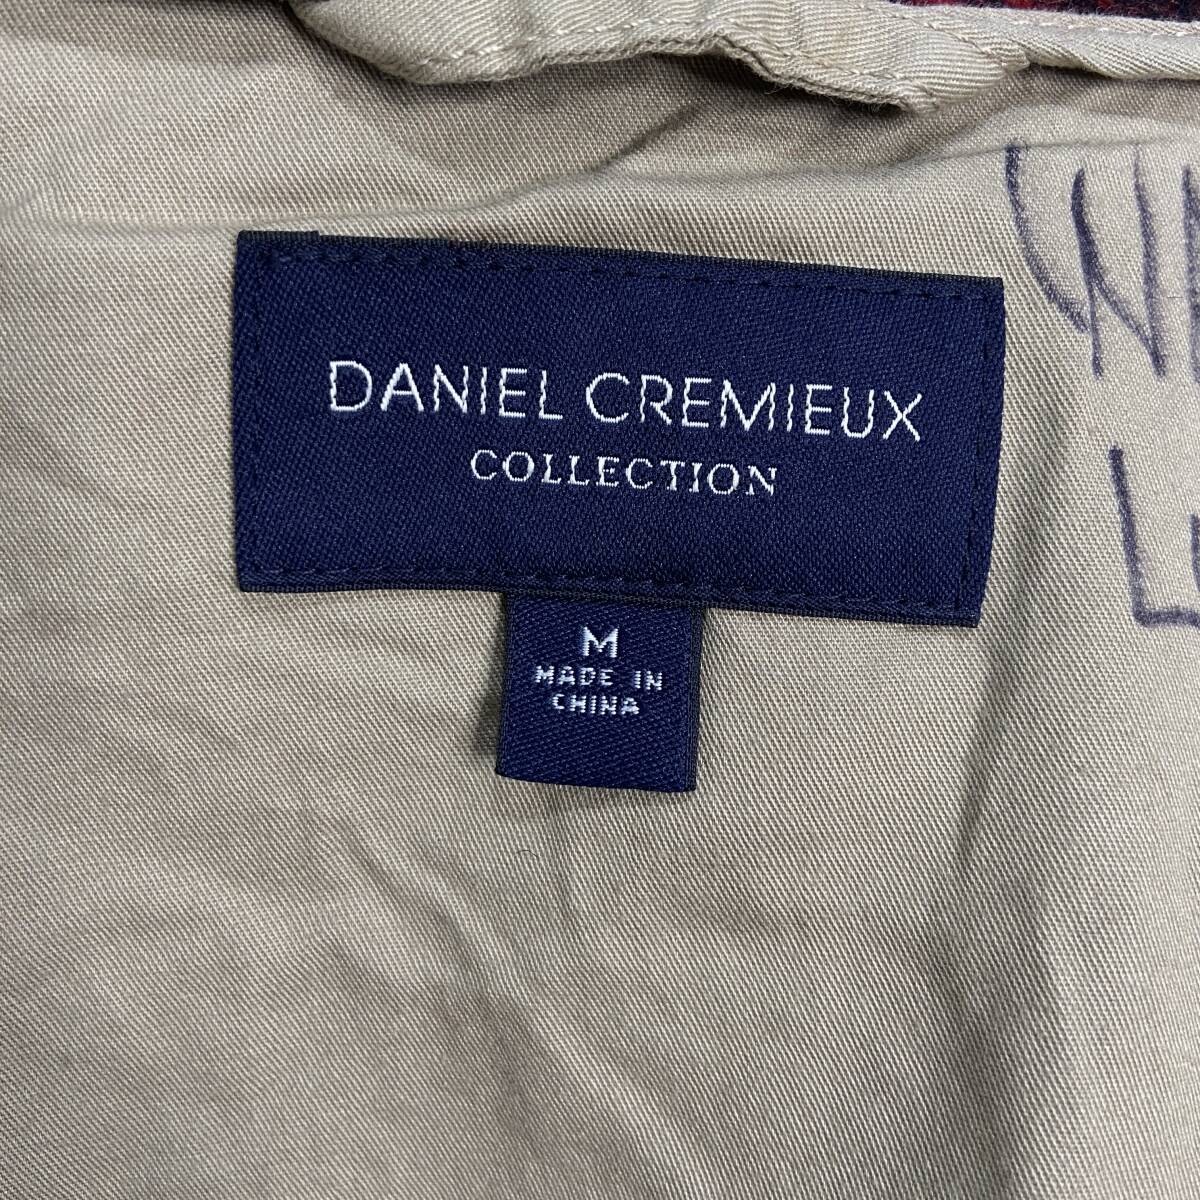 DANIEL CREMIEUX
COLLECTION
M
MADE IN
CHINA